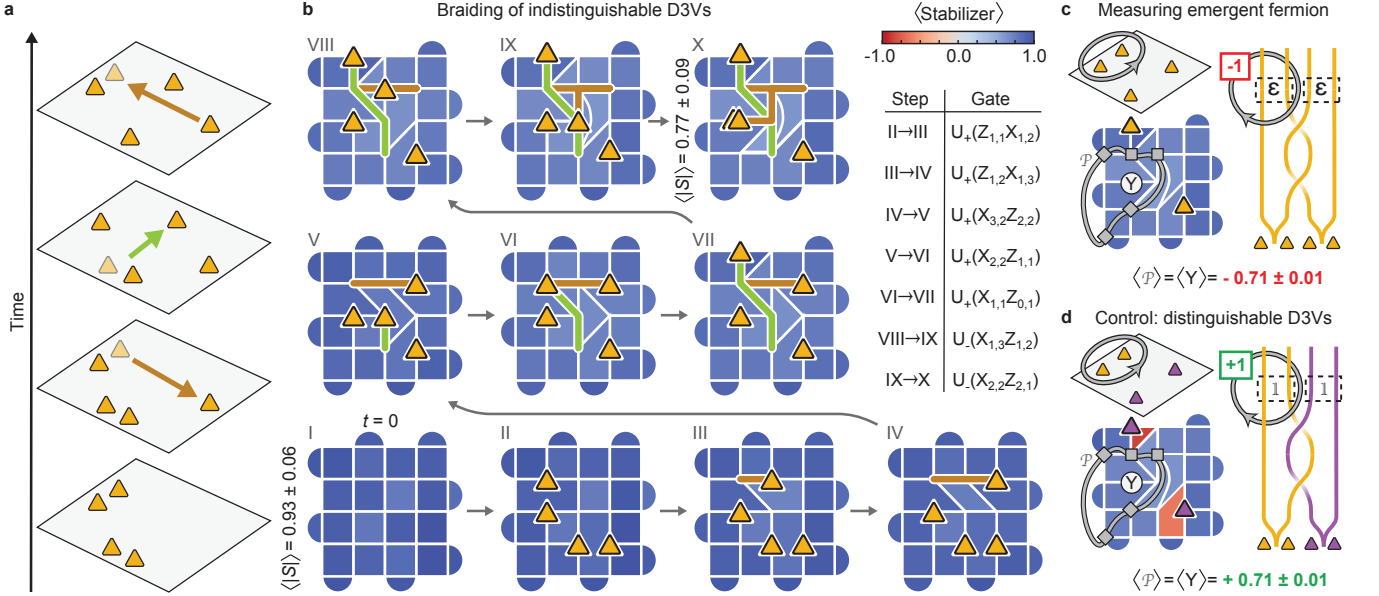 a
Time
b
Braiding of indistinguishable D3Vs
VIII
IX
X
⟨|S|⟩ = 0.77 ± 0.09
V
VI
VII
t = 0
I
II
III
IV
⟨|S|⟩ = 0.93 ± 0.06
⟨Stabilizer⟩
-1.0 0.0 1.0
Step Gate
II→III U₊(Z₁,₁X₁,₂)
III→IV U₊(Z₁,₂X₁,₃)
IV→V U₊(X₃,₂Z₂,₂)
V→VI U₊(X₂,₂Z₁,₁)
VI→VII U₊(X₁,₁Z₀,₁)
VIII→IX U₋(X₁,₃Z₁,₂)
IX→X U₋(X₂,₂Z₂,₁)
c
Measuring emergent fermion
-1
ε ε
𝒫
Y
⟨𝒫⟩ = ⟨Y⟩ = - 0.71 ± 0.01
d
Control: distinguishable D3Vs
+1
𝟙 𝟙
𝒫
Y
⟨𝒫⟩ = ⟨Y⟩ = + 0.71 ± 0.01